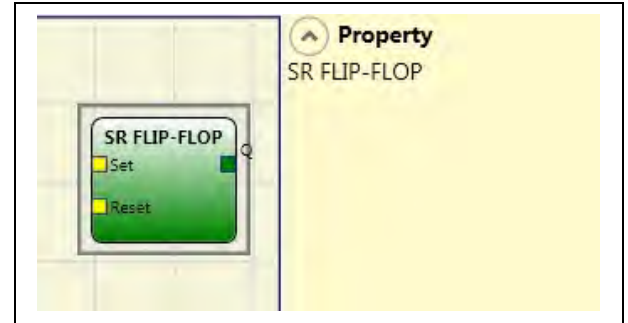 Property
SR FLIP-FLOP
SR FLIP-FLOP
Q
Set
Reset